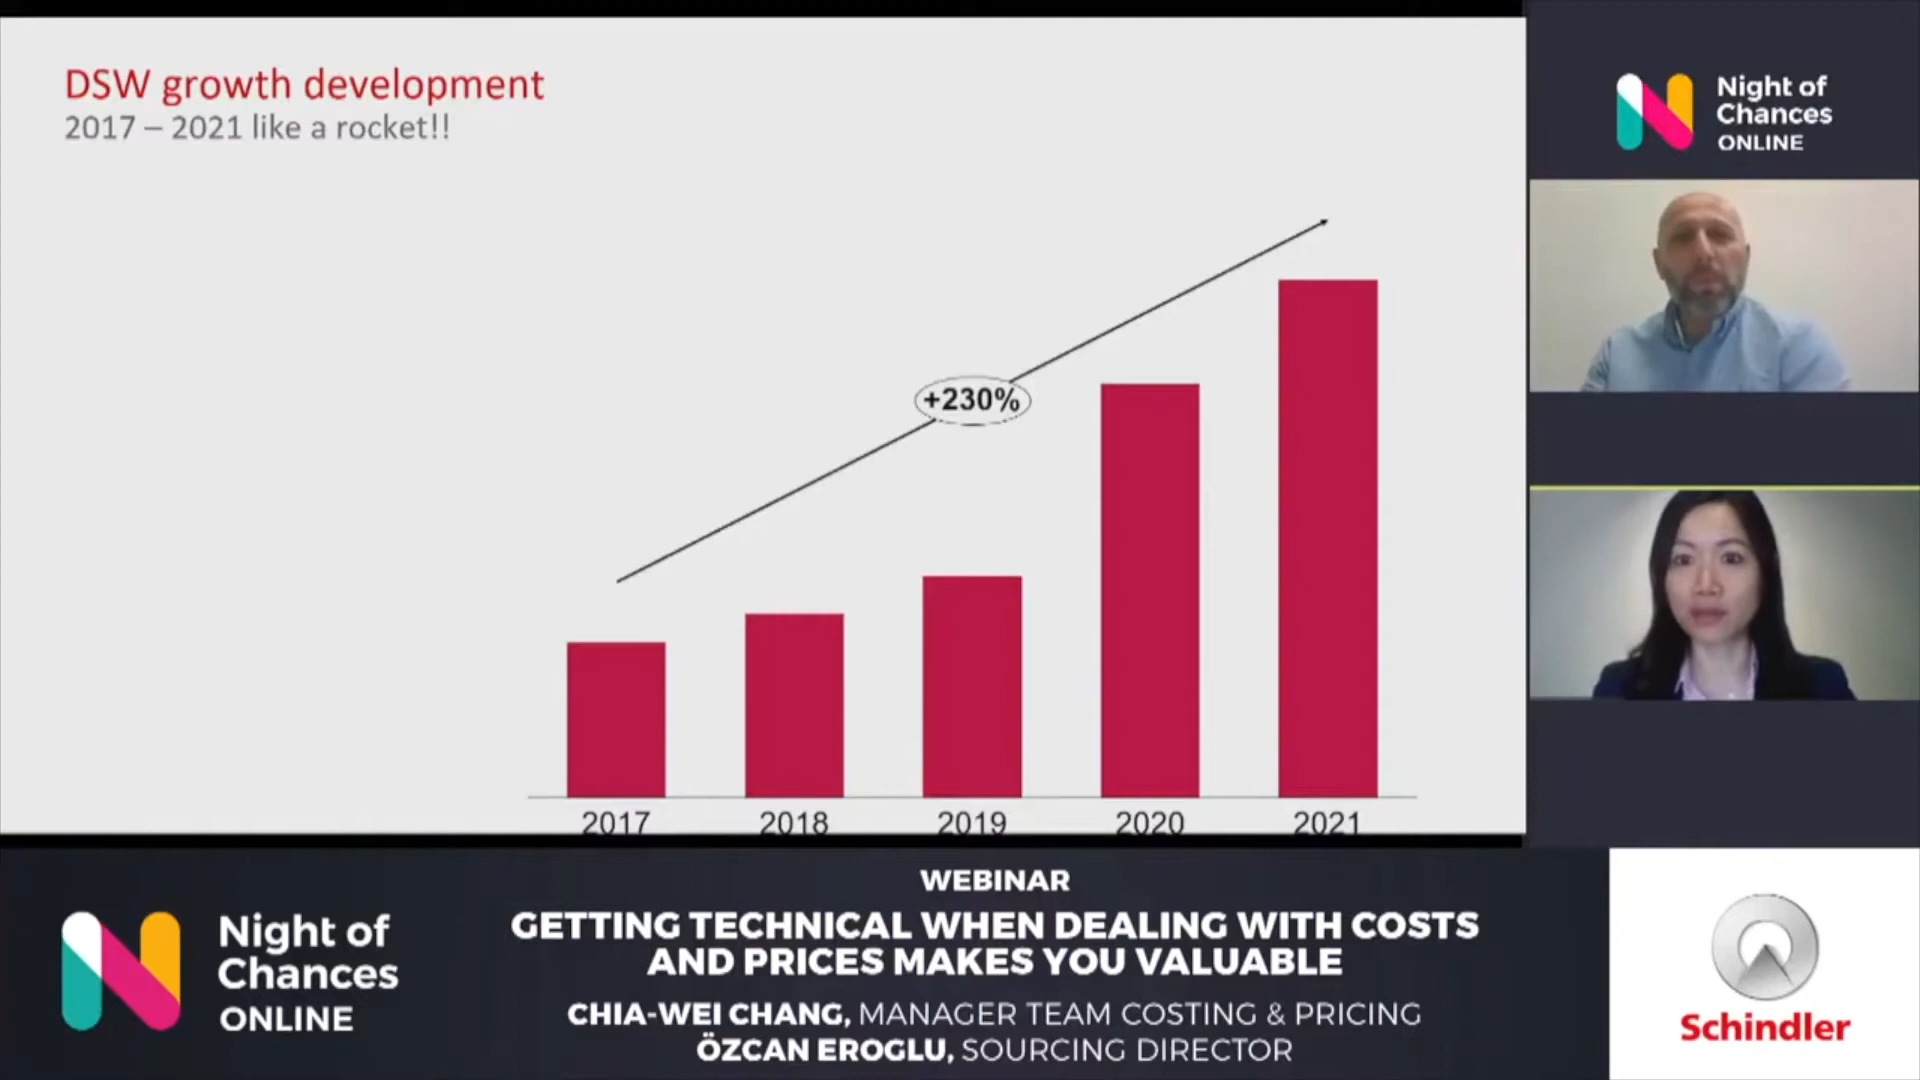 DSW growth development
2017 – 2021 like a rocket!!
+230%
2017 2018 2019 2020 2021
Night of
Chances
ONLINE
Night of
Chances
ONLINE
WEBINAR
GETTING TECHNICAL WHEN DEALING WITH COSTS
AND PRICES MAKES YOU VALUABLE
CHIA-WEI CHANG, MANAGER TEAM COSTING & PRICING
ÖZCAN EROGLU, SOURCING DIRECTOR
Schindler